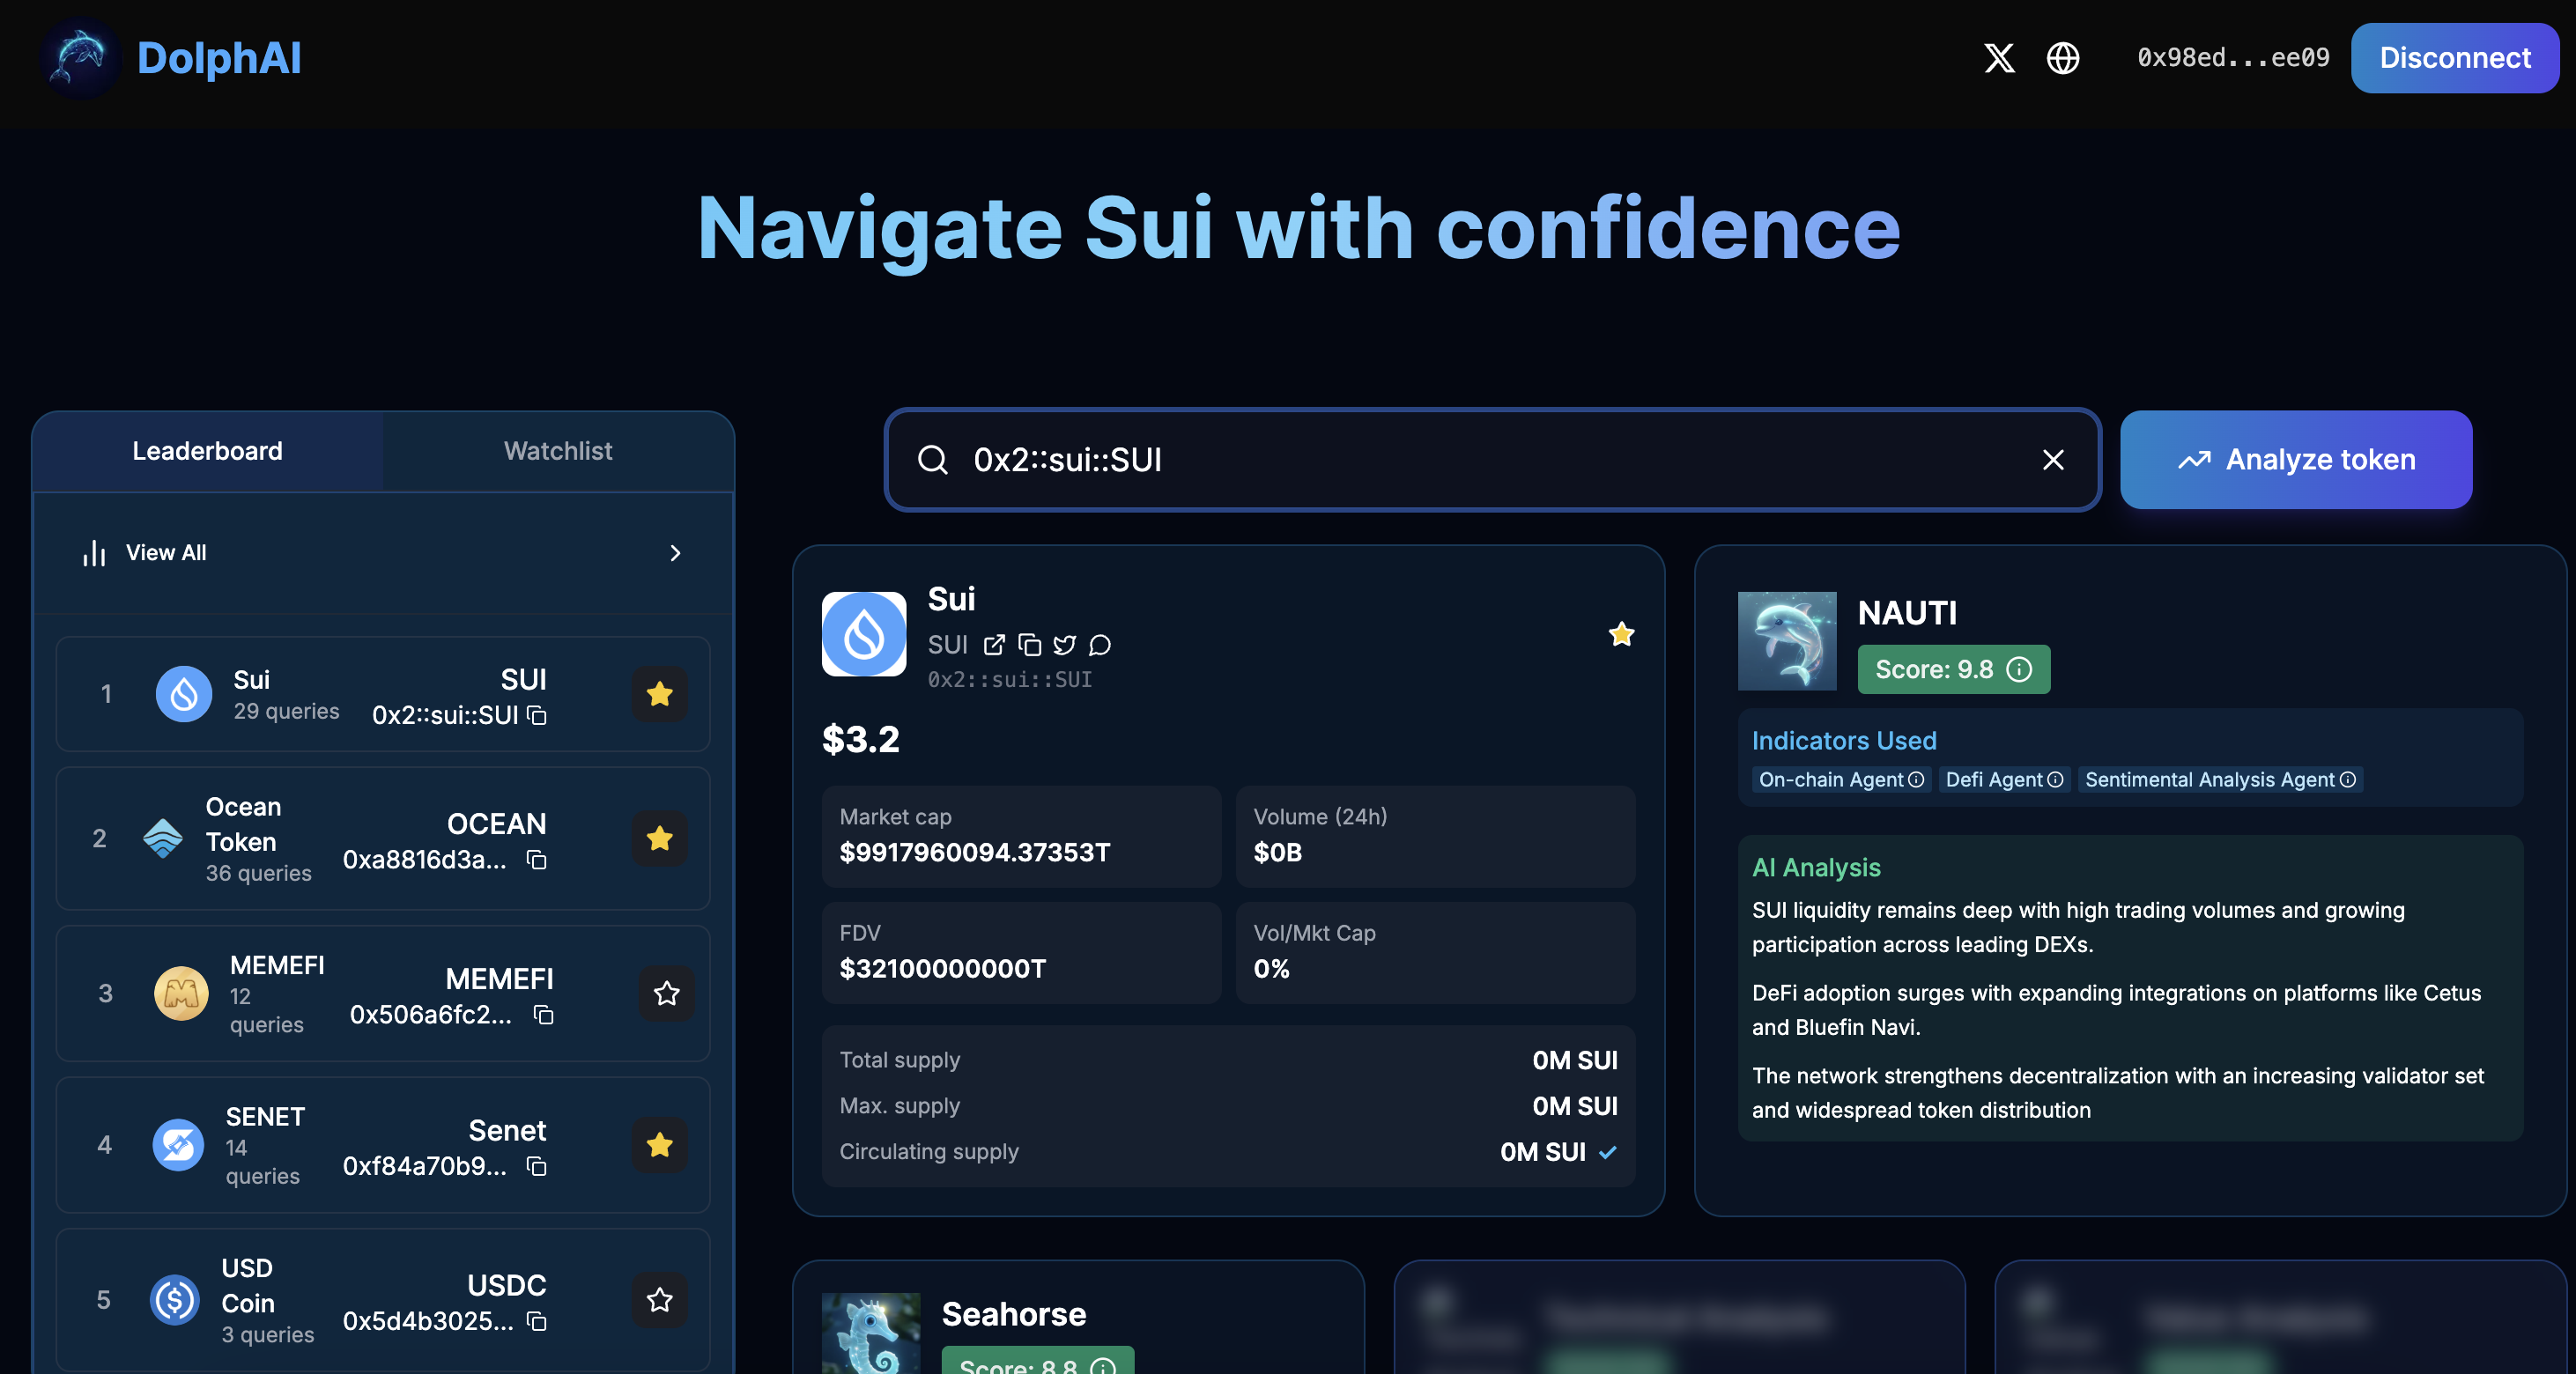 DolphAI
0x98ed...ee09
Disconnect
Navigate Sui with confidence
Leaderboard
Watchlist
View All
1
Sui
29 queries
SUI
0x2::sui::SUI
2
Ocean
Token
36 queries
OCEAN
0xa8816d3a...
3
MEMEFI
12
queries
MEMEFI
0x506a6fc2...
4
SENET
14
queries
Senet
0xf84a70b9...
5
USD
Coin
3 queries
USDC
0x5d4b3025...
0x2::sui::SUI
Analyze token
Sui
SUI
0x2::sui::SUI
$3.2
Market cap
$9917960094.37353T
Volume (24h)
$0B
FDV
$32100000000T
Vol/Mkt Cap
0%
Total supply
0M SUI
Max. supply
0M SUI
Circulating supply
0M SUI
NAUTI
Score: 9.8
Indicators Used
On-chain Agent
Defi Agent
Sentimental Analysis Agent
AI Analysis
SUI liquidity remains deep with high trading volumes and growing
participation across leading DEXs.
DeFi adoption surges with expanding integrations on platforms like Cetus
and Bluefin Navi.
The network strengthens decentralization with an increasing validator set
and widespread token distribution
Seahorse
Score: 8.8